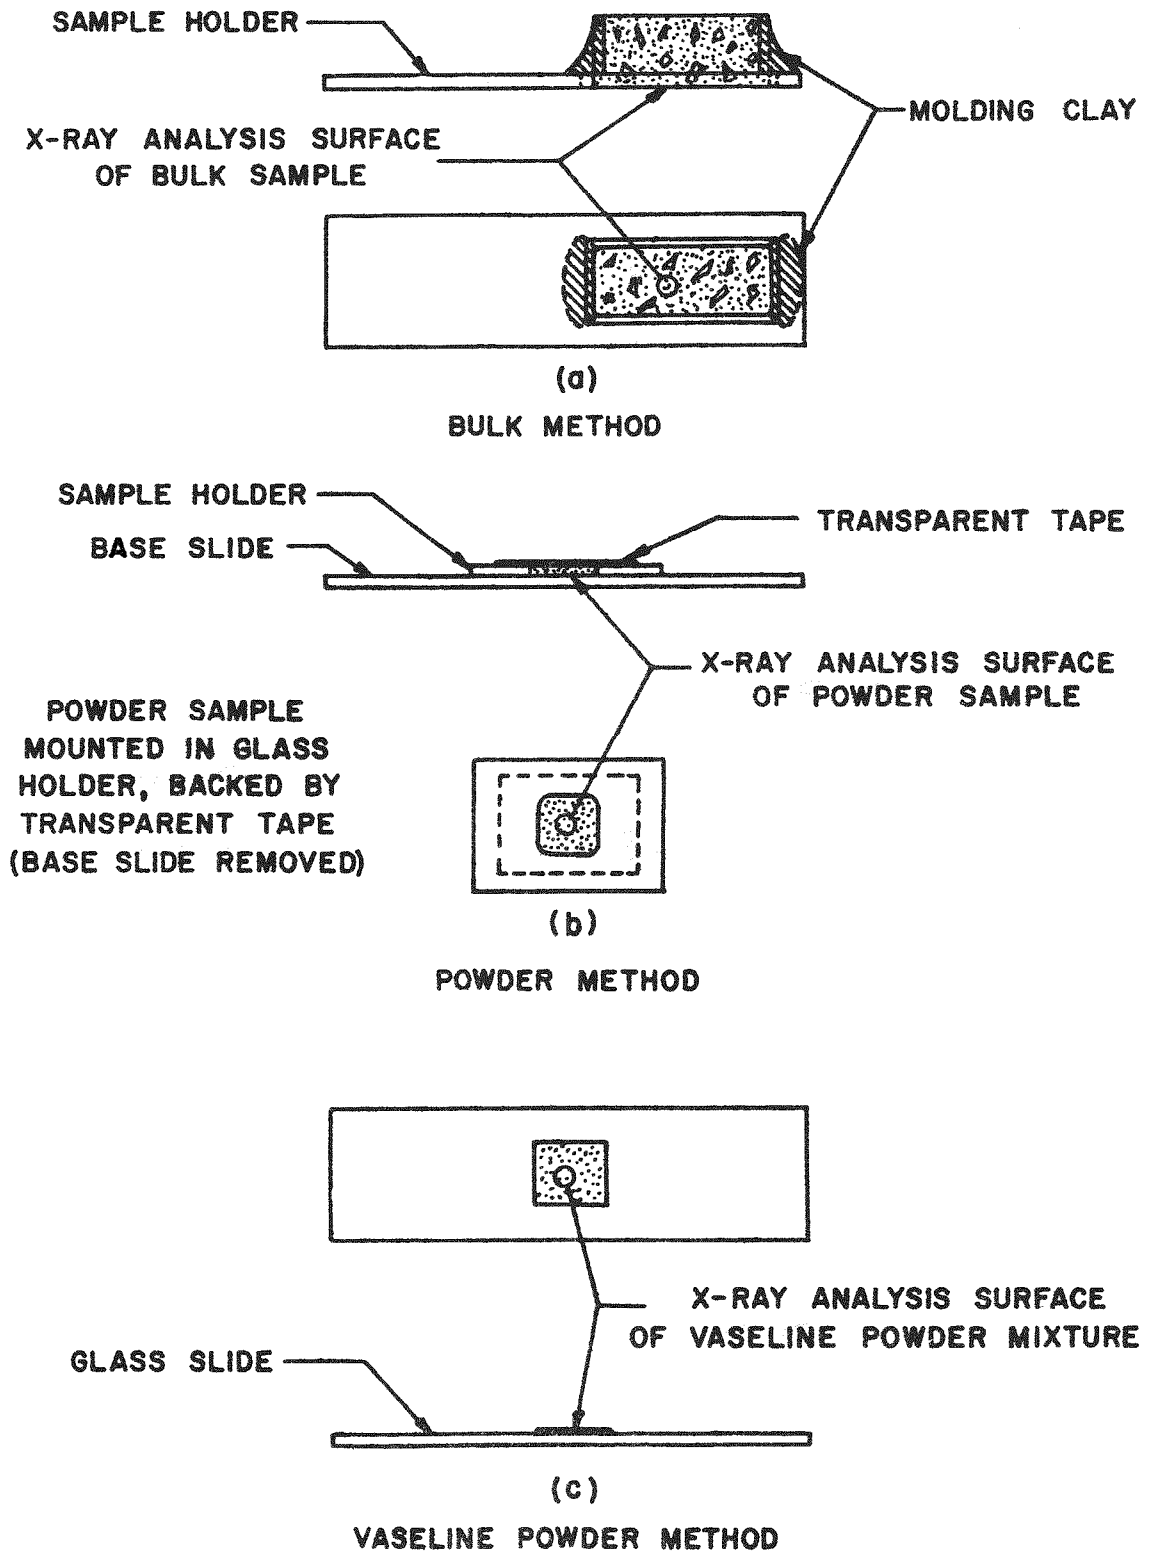 SAMPLE HOLDER
MOLDING CLAY
X-RAY ANALYSIS SURFACE
OF BULK SAMPLE
(a)
BULK METHOD
SAMPLE HOLDER
TRANSPARENT TAPE
BASE SLIDE
X-RAY ANALYSIS SURFACE
OF POWDER SAMPLE
POWDER SAMPLE
MOUNTED IN GLASS
HOLDER, BACKED BY
TRANSPARENT TAPE
(BASE SLIDE REMOVED)
(b)
POWDER METHOD
X-RAY ANALYSIS SURFACE
OF VASELINE POWDER MIXTURE
GLASS SLIDE
(c)
VASELINE POWDER METHOD